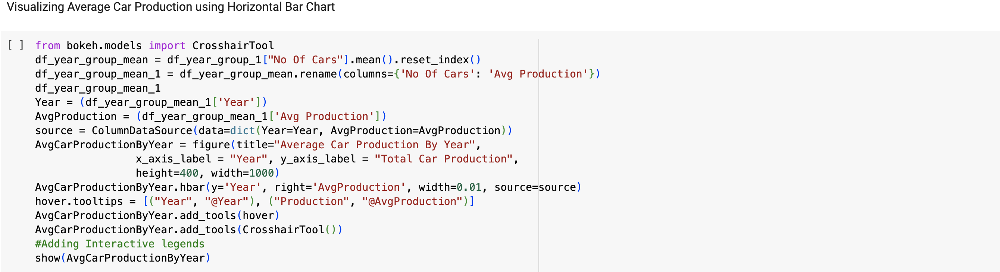 Visualizing Average Car Production using Horizontal Bar Chart
[ ] from bokeh.models import CrosshairTool
df_year_group_mean = df_year_group_1["No Of Cars"].mean().reset_index()
df_year_group_mean_1 = df_year_group_mean.rename(columns={'No Of Cars': 'Avg Production'})
df_year_group_mean_1
Year = (df_year_group_mean_1['Year'])
AvgProduction = (df_year_group_mean_1['Avg Production'])
source = ColumnDataSource(data=dict(Year=Year, AvgProduction=AvgProduction))
AvgCarProductionByYear = figure(title="Average Car Production By Year",
                x_axis_label = "Year", y_axis_label = "Total Car Production",
                height=400, width=1000)
AvgCarProductionByYear.hbar(y='Year', right='AvgProduction', width=0.01, source=source)
hover.tooltips = [("Year", "@Year"), ("Production", "@AvgProduction")]
AvgCarProductionByYear.add_tools(hover)
AvgCarProductionByYear.add_tools(CrosshairTool())
#Adding Interactive legends
show(AvgCarProductionByYear)